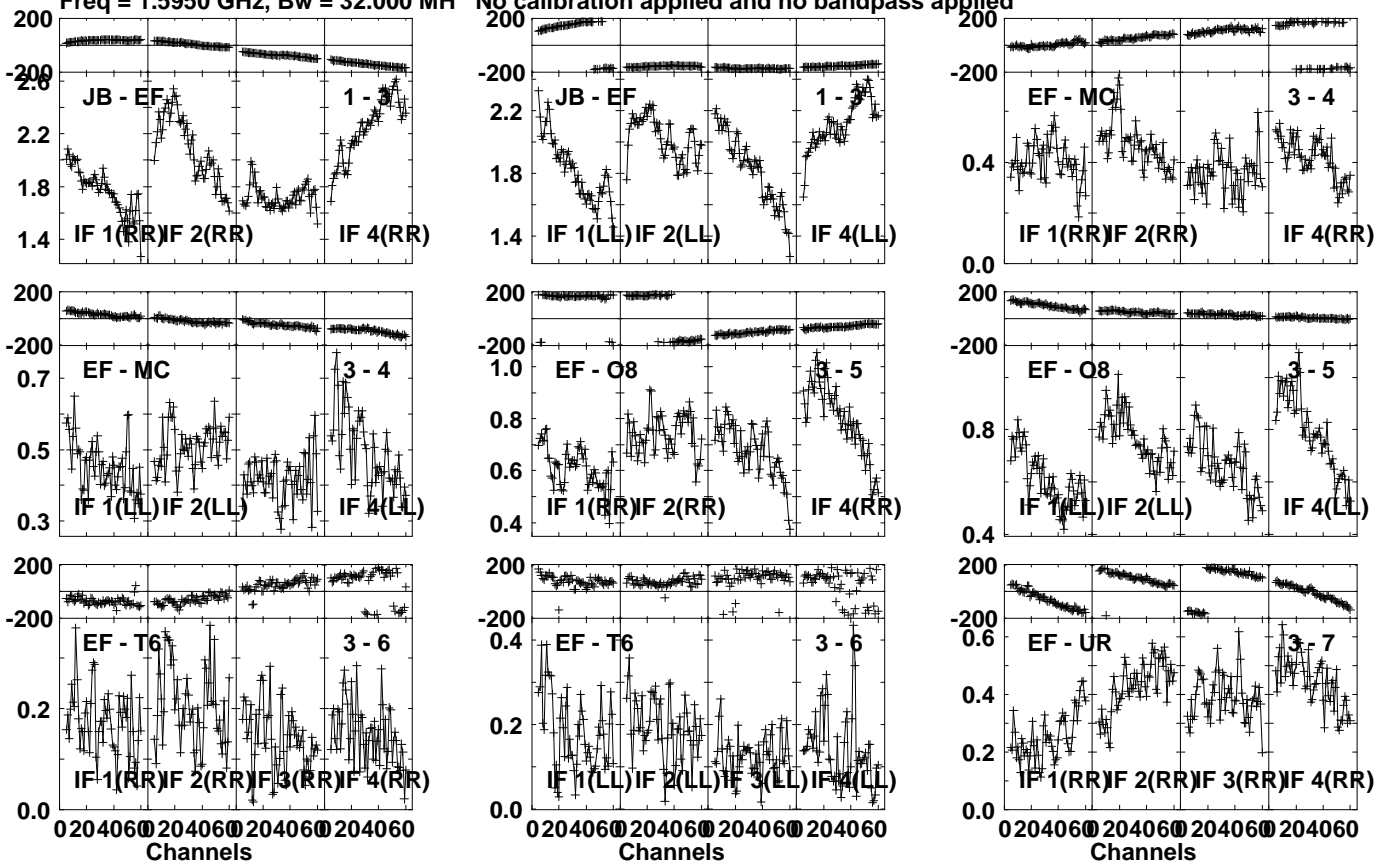 Freq = 1.5950 GHz, Bw = 32.000 MH No calibration applied and no bandpass applied
200 200 200
-200 -200 -200
2.6
JB - EF 1 - 3 JB - EF 1 - 3 EF - MC 3 - 4
2.2 2.2
0.4
1.8 1.8
1.4 1.4
IF 1(RR) IF 2(RR) IF 4(RR) IF 1(LL) IF 2(LL) IF 4(LL) IF 1(RR) IF 2(RR) IF 4(RR)
0.0
200 200 200
-200 -200 -200
EF - MC 3 - 4 EF - O8 3 - 5 EF - O8 3 - 5
0.7 1.0
0.8 0.8
0.5 0.6
0.3 0.4 0.4
IF 1(LL) IF 2(LL) IF 4(LL) IF 1(RR) IF 2(RR) IF 4(RR) IF 1(LL) IF 2(LL) IF 4(LL)
200 200 200
-200 -200 -200
EF - T6 3 - 6 EF - T6 3 - 6 EF - UR 3 - 7
0.4 0.6
0.4
0.2 0.2 0.2
IF 1(RR) IF 2(RR) IF 3(RR) IF 4(RR) IF 1(LL) IF 2(LL) IF 3(LL) IF 4(LL) IF 1(RR) IF 2(RR) IF 3(RR) IF 4(RR)
0.0 0.0 0.0
0 20 40 60 0 20 40 60 0 20 40 60 0 20 40 60 0 20 40 60 0 20 40 60 0 20 40 60 0 20 40 60 0 20 40 60 0 20 40 60 0 20 40 60 0 20 40 60
Channels Channels Channels